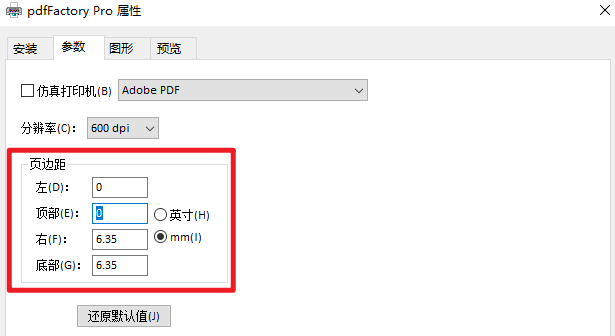 pdfFactory Pro 属性
安装 参数 图形 预览
仿真打印机(B) Adobe PDF
分辨率(C)： 600 dpi
页边距
左(D)： 0
顶部(E)： 0 英寸(H)
右(F)： 6.35 mm(I)
底部(G)： 6.35
还原默认值(J)